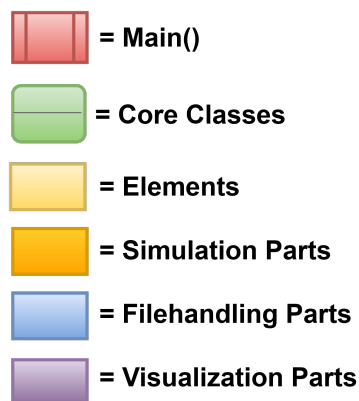 = Main()
= Core Classes
= Elements
= Simulation Parts
= Filehandling Parts
= Visualization Parts